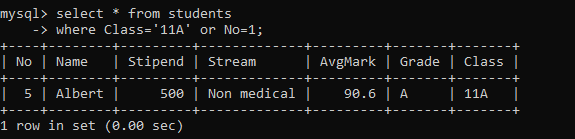 mysql> select * from students
    -> where Class='11A' or No=1;
+----+--------+---------+-------------+---------+-------+-------+
| No | Name   | Stipend | Stream      | AvgMark | Grade | Class |
+----+--------+---------+-------------+---------+-------+-------+
|  5 | Albert |     500 | Non medical |    90.6 | A     | 11A   |
+----+--------+---------+-------------+---------+-------+-------+
1 row in set (0.00 sec)